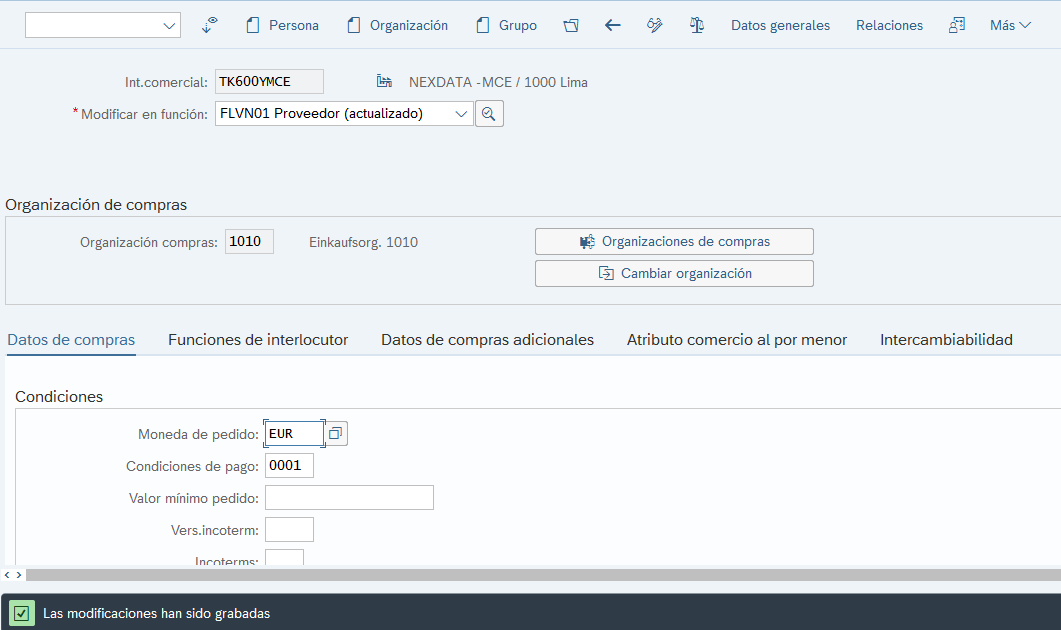 Persona Organización Grupo Datos generales Relaciones Más
Int.comercial: TK600YMCE NEXDATA -MCE / 1000 Lima
* Modificar en función: FLVN01 Proveedor (actualizado)
Organización de compras
Organización compras: 1010 Einkaufsorg. 1010 Organizaciones de compras
Cambiar organización
Datos de compras Funciones de interlocutor Datos de compras adicionales Atributo comercio al por menor Intercambiabilidad
Condiciones
Moneda de pedido: EUR
Condiciones de pago: 0001
Valor mínimo pedido:
Vers.incoterm:
Incoterms:
Las modificaciones han sido grabadas